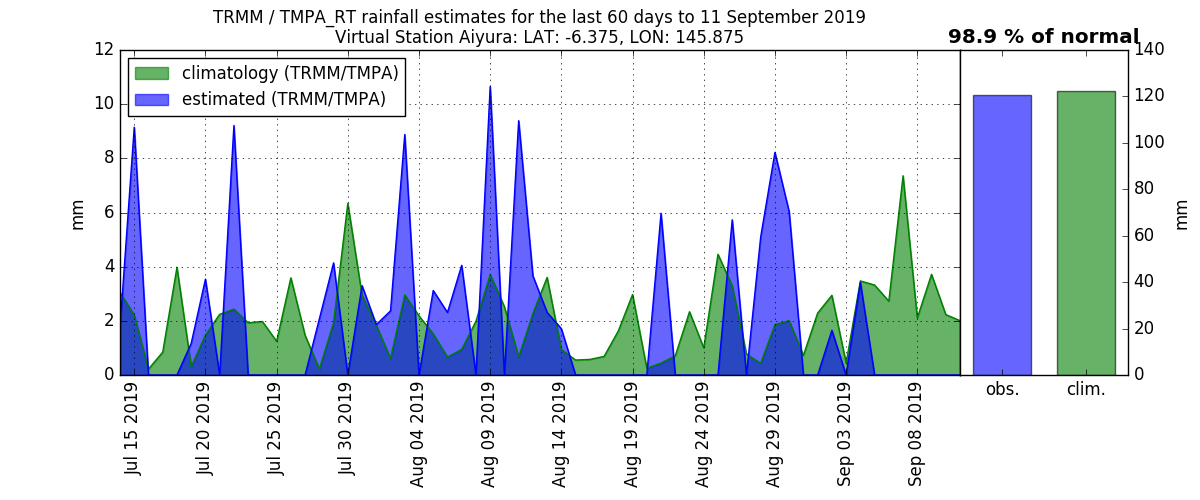 TRMM / TMPA_RT rainfall estimates for the last 60 days to 11 September 2019
Virtual Station Aiyura: LAT: -6.375, LON: 145.875
98.9 % of normal
climatology (TRMM/TMPA)
estimated (TRMM/TMPA)
12
10
8
6
4
2
0
mm
Jul 15 2019
Jul 20 2019
Jul 25 2019
Jul 30 2019
Aug 04 2019
Aug 09 2019
Aug 14 2019
Aug 19 2019
Aug 24 2019
Aug 29 2019
Sep 03 2019
Sep 08 2019
obs.
clim.
140
120
100
80
60
40
20
0
mm